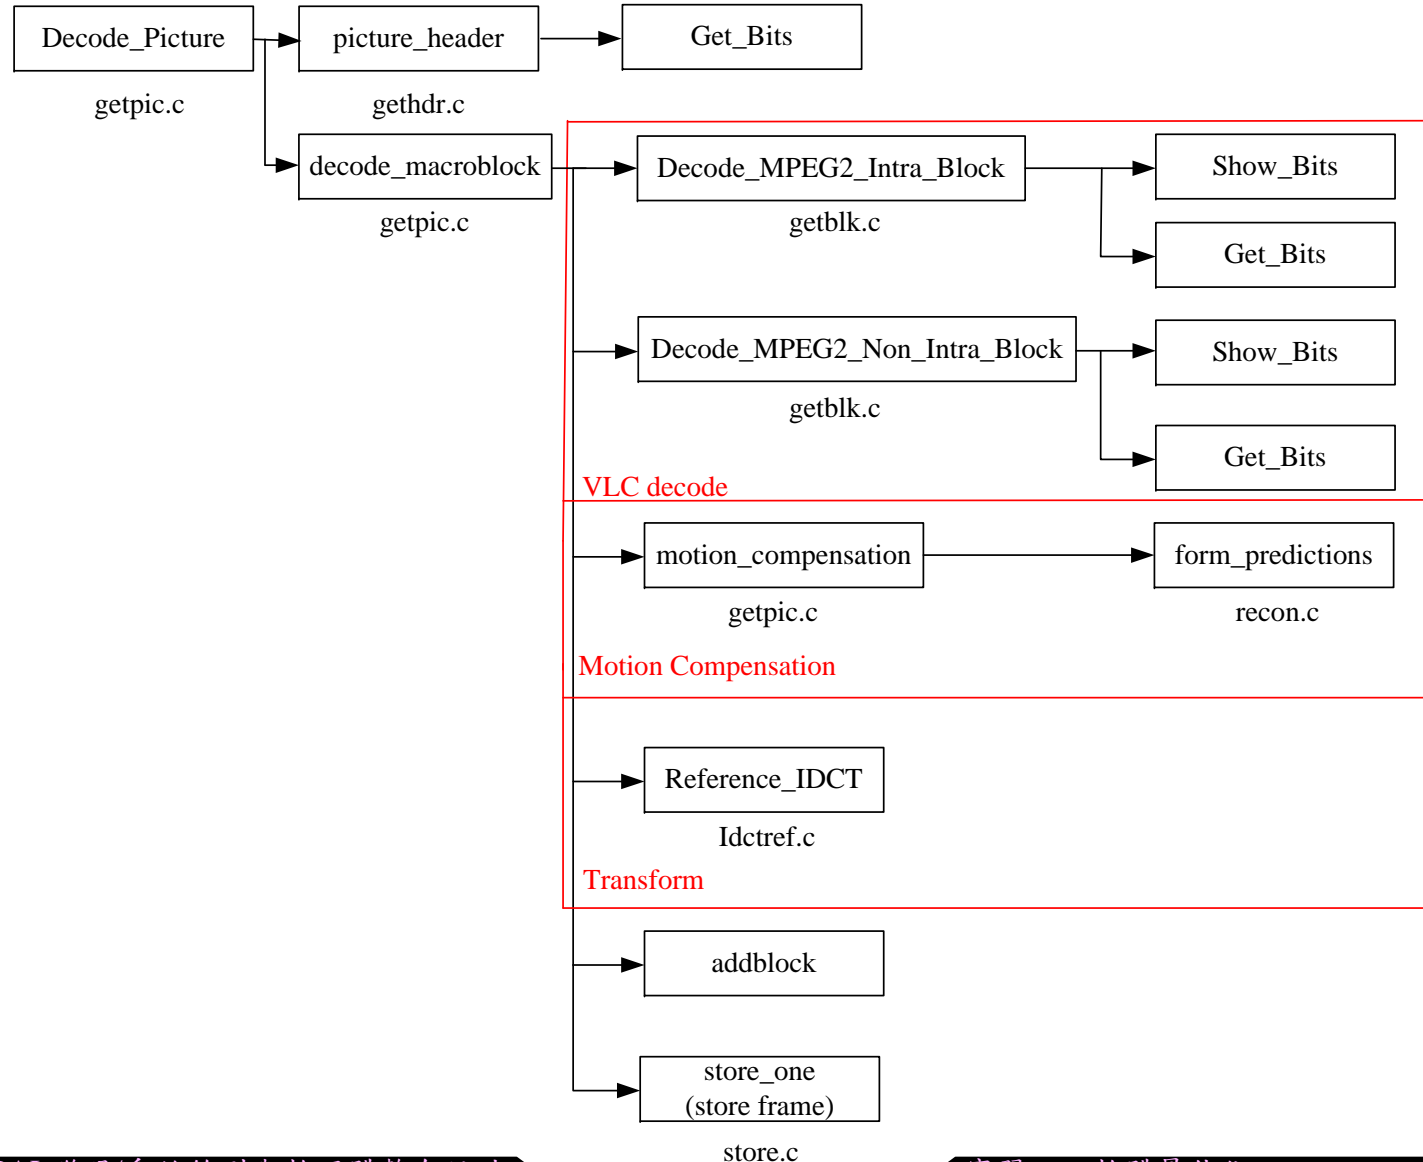 Decode_Picture
picture_header
Get_Bits
getpic.c
gethdr.c
decode_macroblock
Decode_MPEG2_Intra_Block
Show_Bits
getpic.c
getblk.c
Get_Bits
Decode_MPEG2_Non_Intra_Block
Show_Bits
getblk.c
Get_Bits
VLC decode
motion_compensation
form_predictions
getpic.c
recon.c
Motion Compensation
Reference_IDCT
Idctref.c
Transform
addblock
store_one
(store frame)
store.c